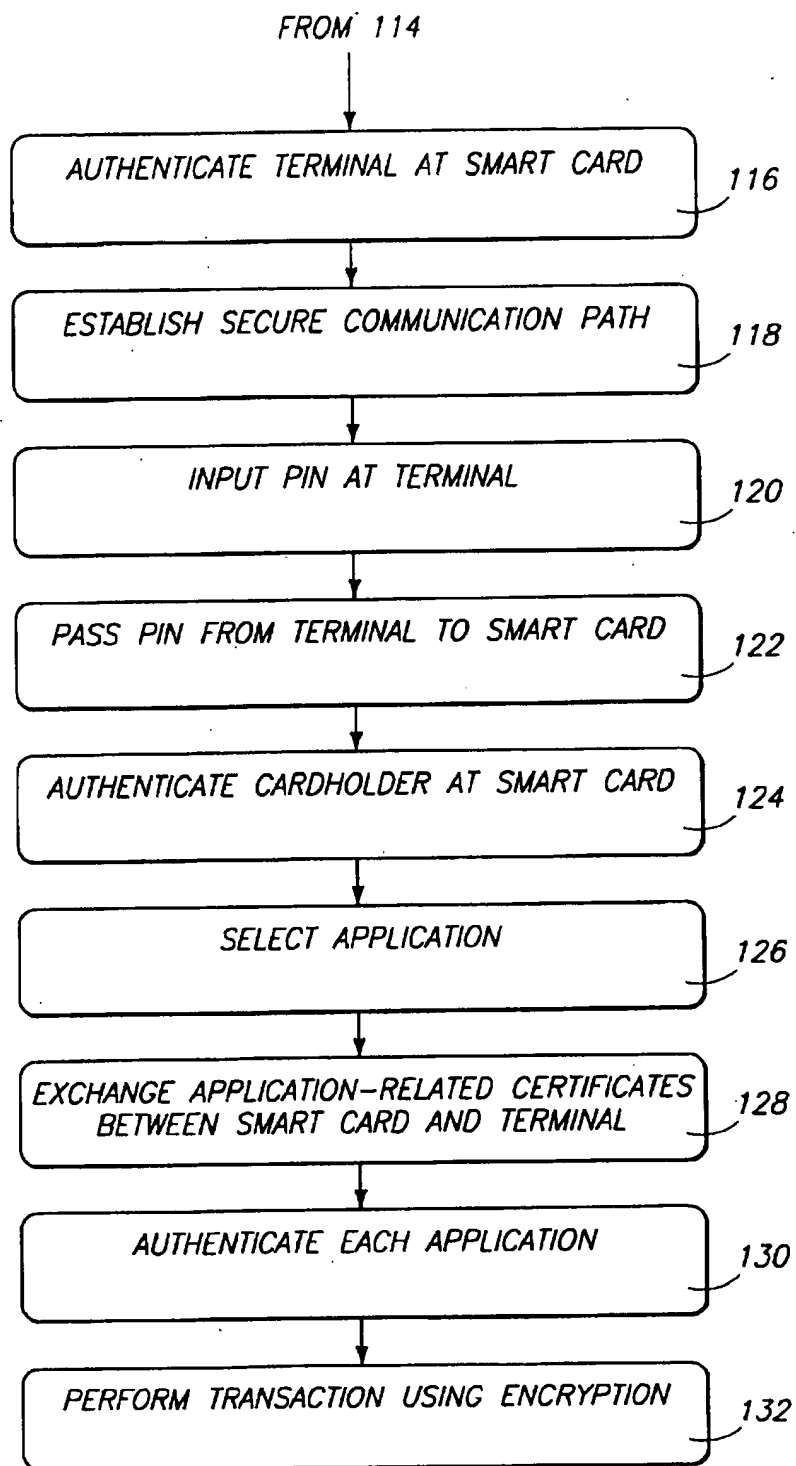 FROM 114
AUTHENTICATE TERMINAL AT SMART CARD
116
ESTABLISH SECURE COMMUNICATION PATH
118
INPUT PIN AT TERMINAL
120
PASS PIN FROM TERMINAL TO SMART CARD
122
AUTHENTICATE CARDHOLDER AT SMART CARD
124
SELECT APPLICATION
126
EXCHANGE APPLICATION-RELATED CERTIFICATES
BETWEEN SMART CARD AND TERMINAL
128
AUTHENTICATE EACH APPLICATION
130
PERFORM TRANSACTION USING ENCRYPTION
132